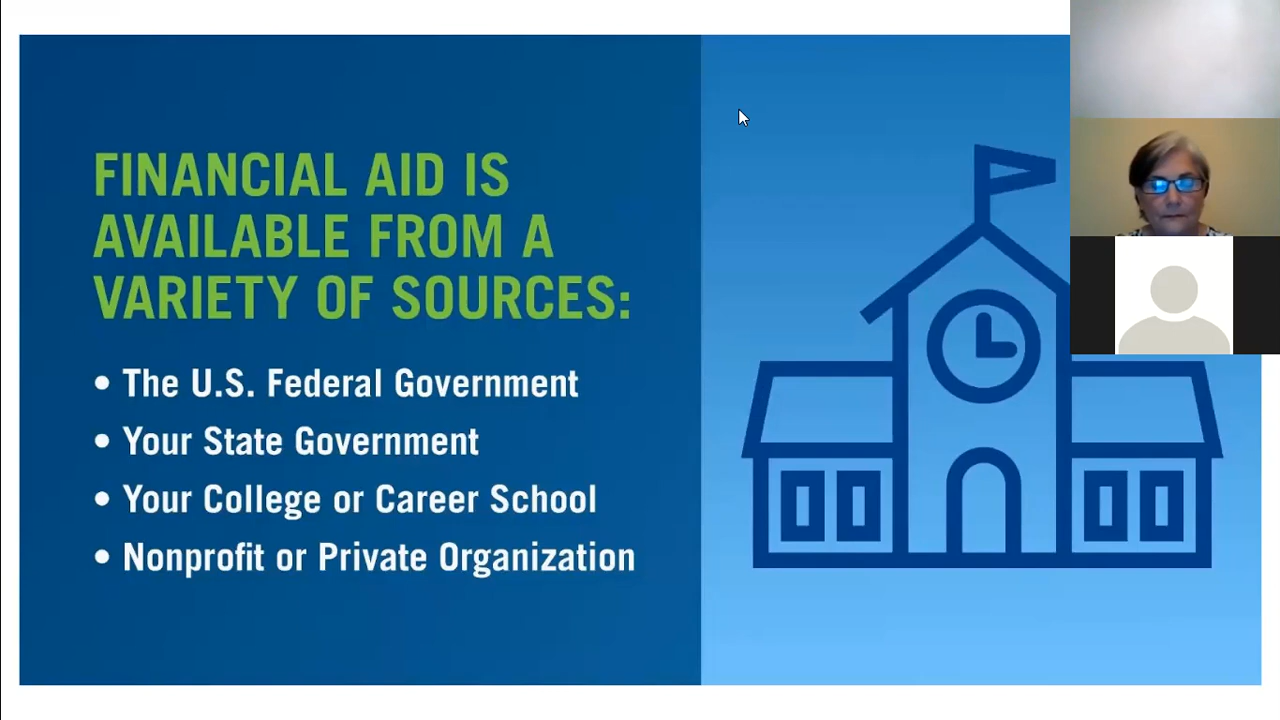 FINANCIAL AID IS
AVAILABLE FROM A
VARIETY OF SOURCES:
• The U.S. Federal Government
• Your State Government
• Your College or Career School
• Nonprofit or Private Organization